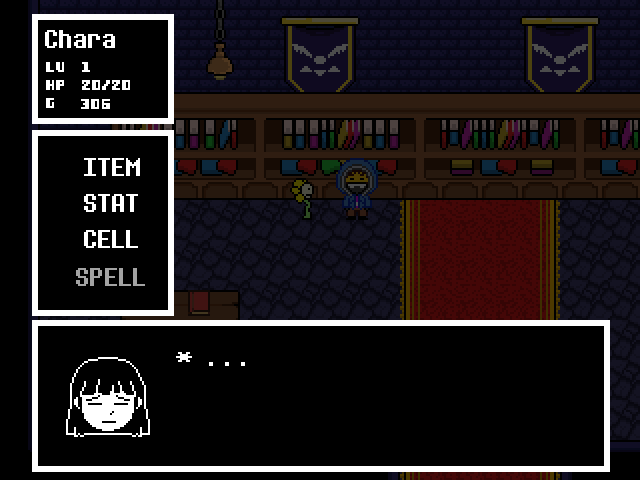 Chara
LV 1
HP 20/20
G 306
ITEM
STAT
CELL
SPELL
* ...